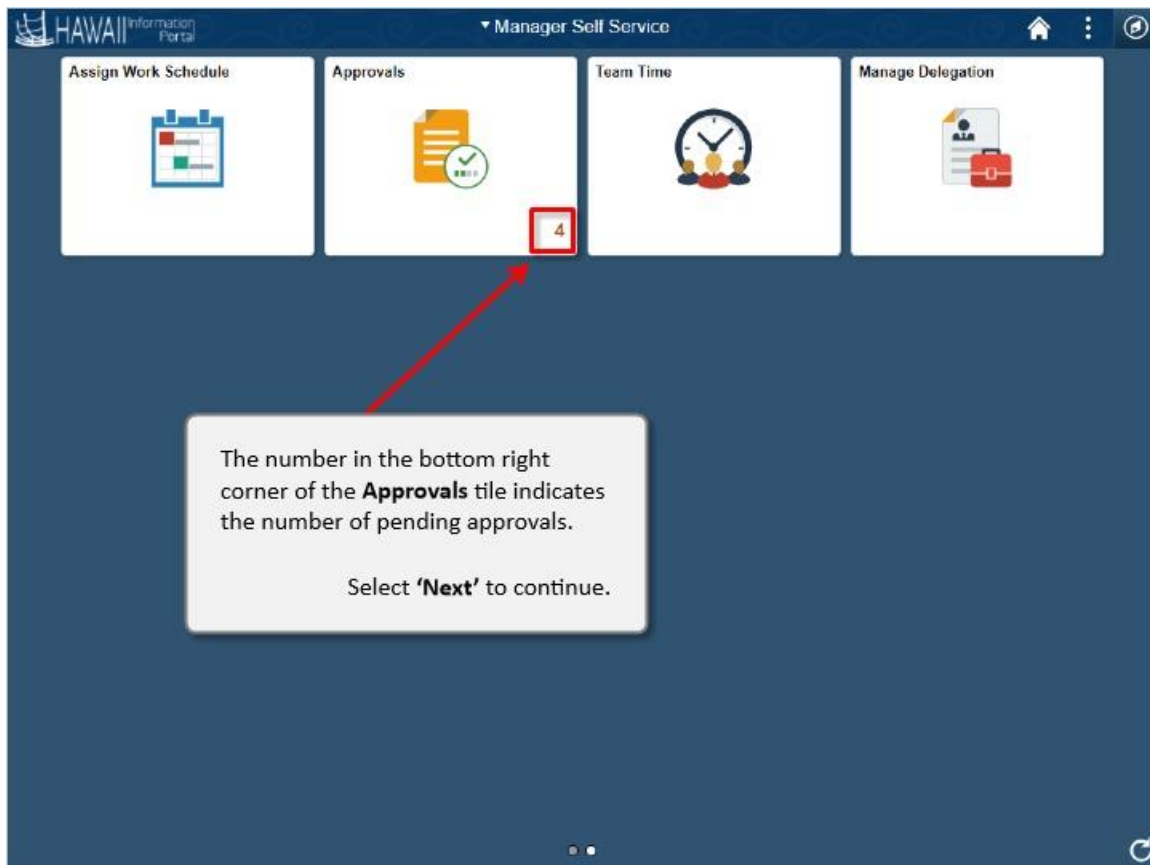 HAWAII Information
Portal
Manager Self Service
Assign Work Schedule
Approvals
Team Time
Manage Delegation
4
The number in the bottom right
corner of the Approvals tile indicates
the number of pending approvals.
Select ‘Next’ to continue.